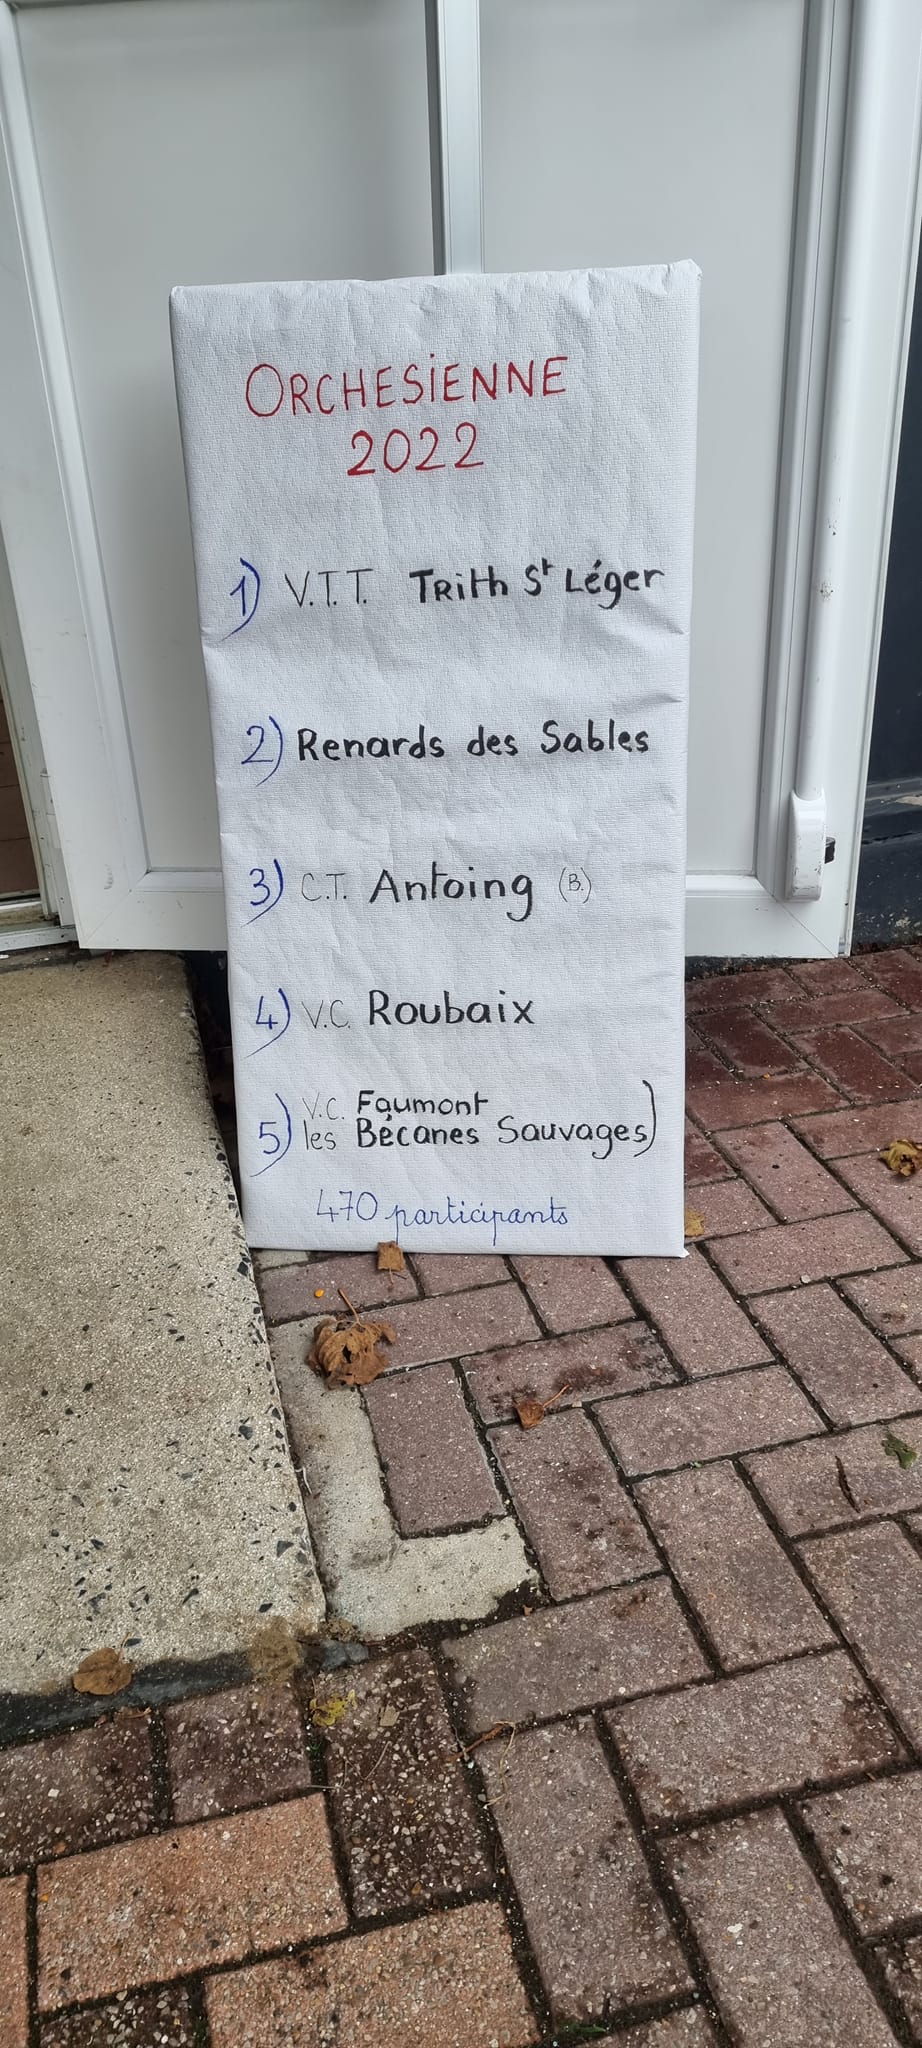 ORCHESIENNE
2022
1) V.T.T. Trith St Léger
2) Renards des Sables
3) C.T. Antoing (B.)
4) V.C. Roubaix
5) V.C. Faumont
les Bécanes Sauvages)
470 participants